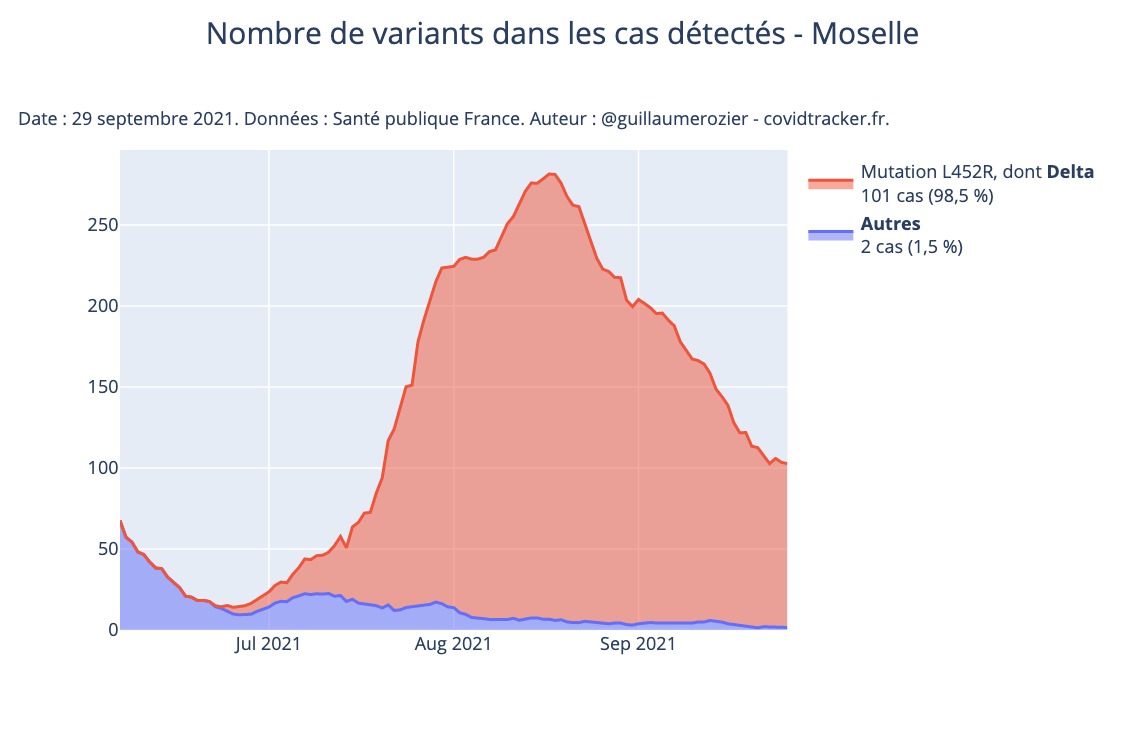 Nombre de variants dans les cas détectés - Moselle
Date : 29 septembre 2021. Données : Santé publique France. Auteur : @guillaumerozier - covidtracker.fr.
Mutation L452R, dont Delta
101 cas (98,5 %)
Autres
2 cas (1,5 %)
250
200
150
100
50
0
Jul 2021
Aug 2021
Sep 2021